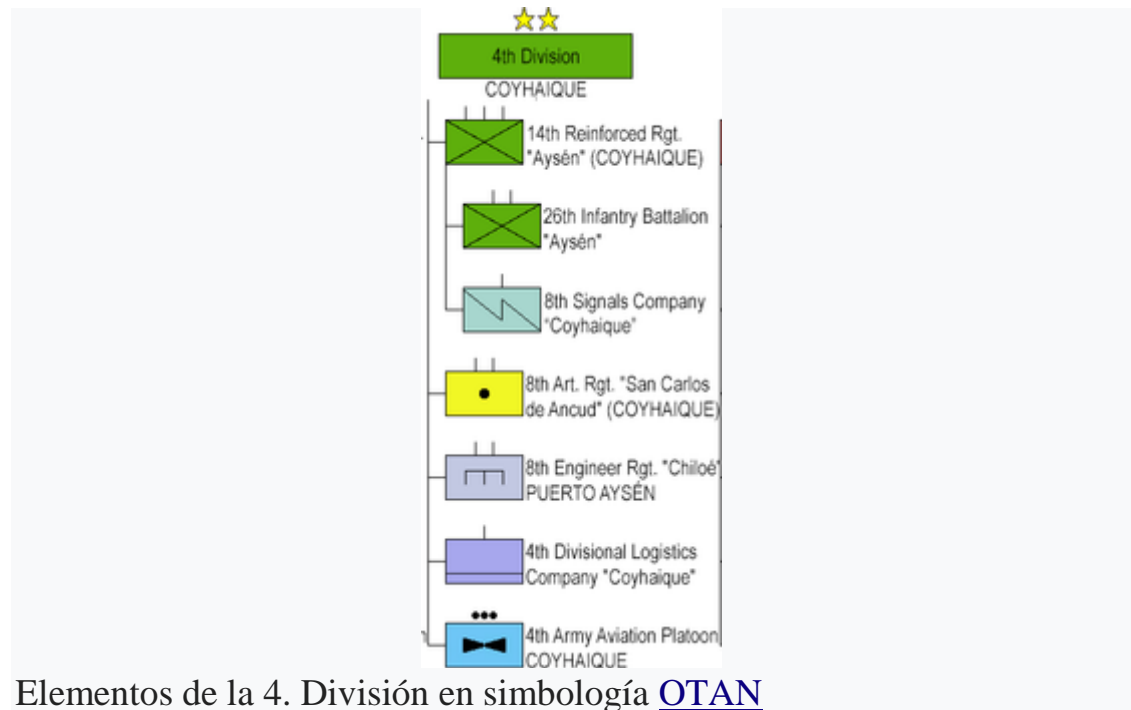 4th Division
COYHAIQUE
14th Reinforced Rgt.
"Aysén" (COYHAIQUE)
26th Infantry Battalion
"Aysén"
8th Signals Company
"Coyhaique"
8th Art. Rgt. "San Carlos
de Ancud" (COYHAIQUE)
8th Engineer Rgt. "Chiloé"
PUERTO AYSÉN
4th Divisional Logistics
Company "Coyhaique"
4th Army Aviation Platoon
COYHAIQUE
Elementos de la 4. División en simbología OTAN